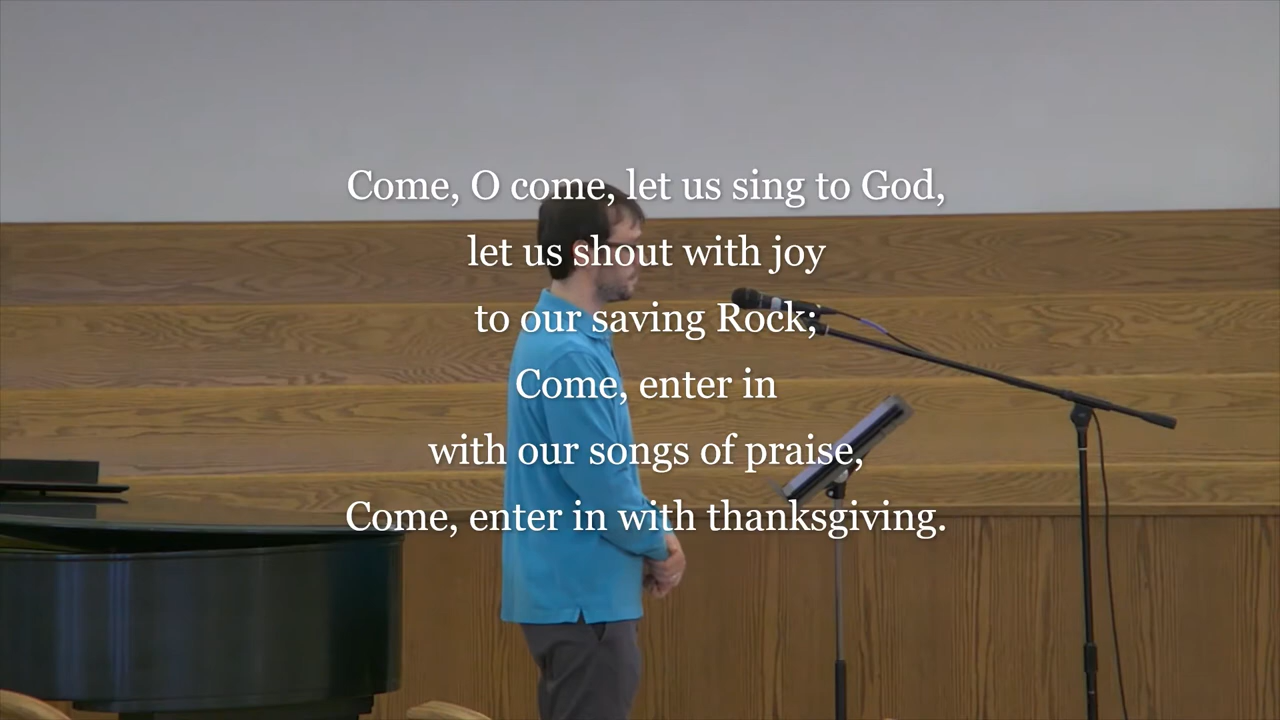 Come, O come, let us sing to God,
let us shout with joy
to our saving Rock;
Come, enter in
with our songs of praise,
Come, enter in with thanksgiving.